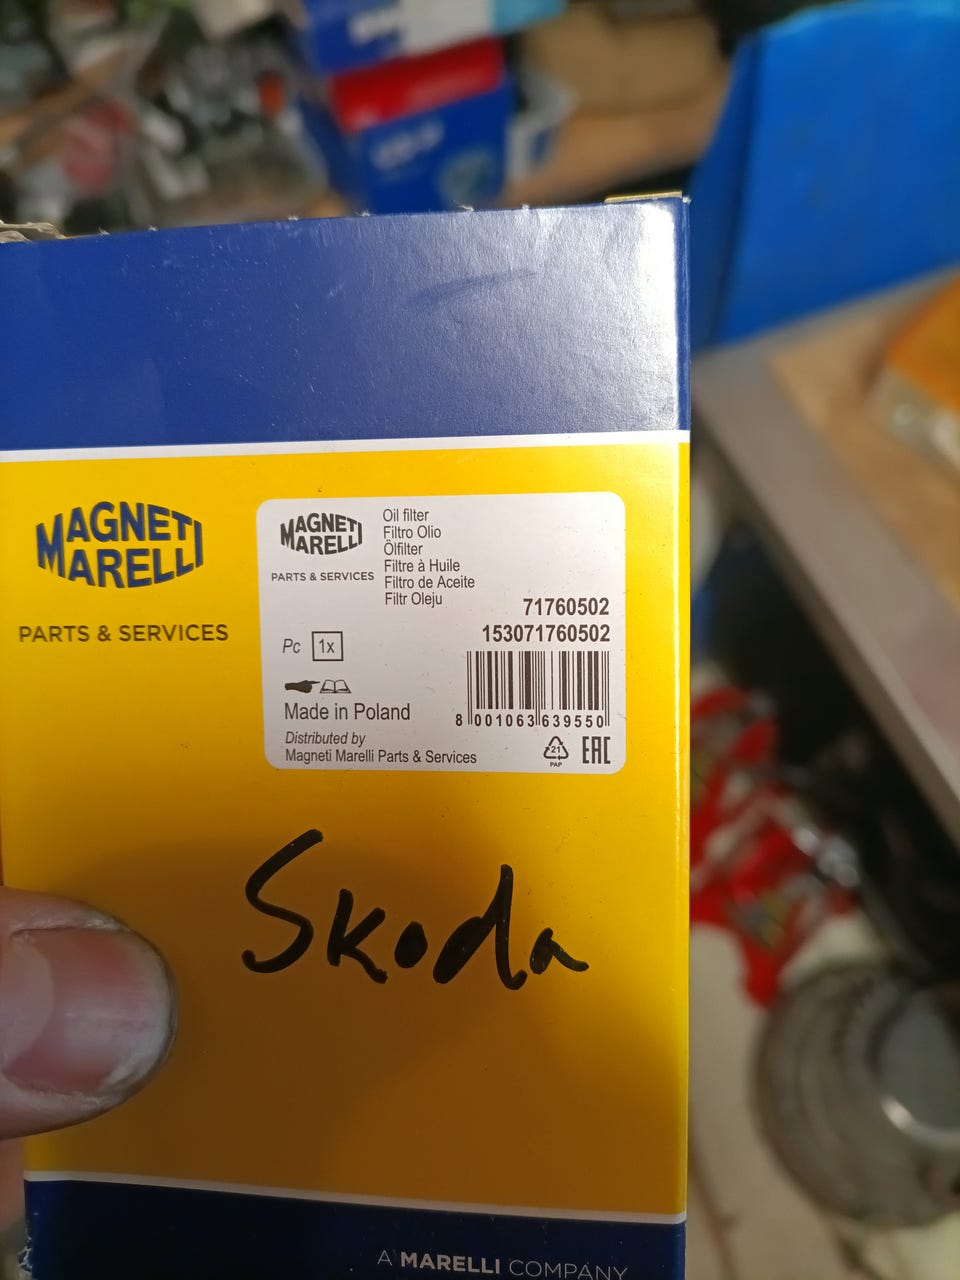 MAGNETI
MARELLI
PARTS & SERVICES
MAGNETI
MARELLI
PARTS & SERVICES
Oil filter
Filtro Olio
Ölfilter
Filtre à Huile
Filtro de Aceite
Filtr Oleju
71760502
153071760502
Pc 1x
8 001063 639550
Made in Poland
Distributed by
Magneti Marelli Parts & Services
21
PAP
EAC
Skoda
A MARELLI COMPANY